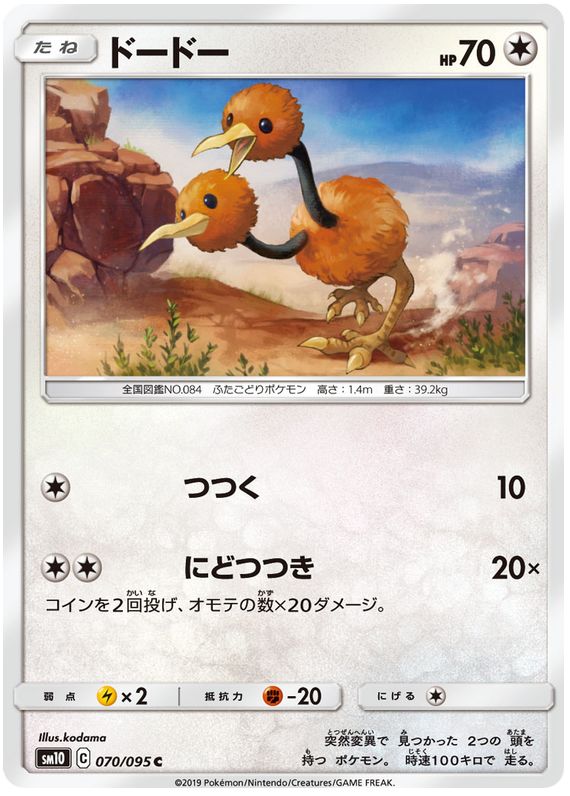 たね ドードー HP70
全国図鑑NO.084 ふたごどりポケモン 高さ:1.4m 重さ:39.2kg
つつく 10
にどつつき 20×
コインを2回投げ、オモテの数×20ダメージ。
弱点 ×2 抵抗力 -20 にげる
Illus.kodama
sm10 C 070/095 C
突然変異で 見つかった 2つの 頭を
持つ ポケモン。 時速100キロで 走る。
©2019 Pokémon/Nintendo/Creatures/GAME FREAK.